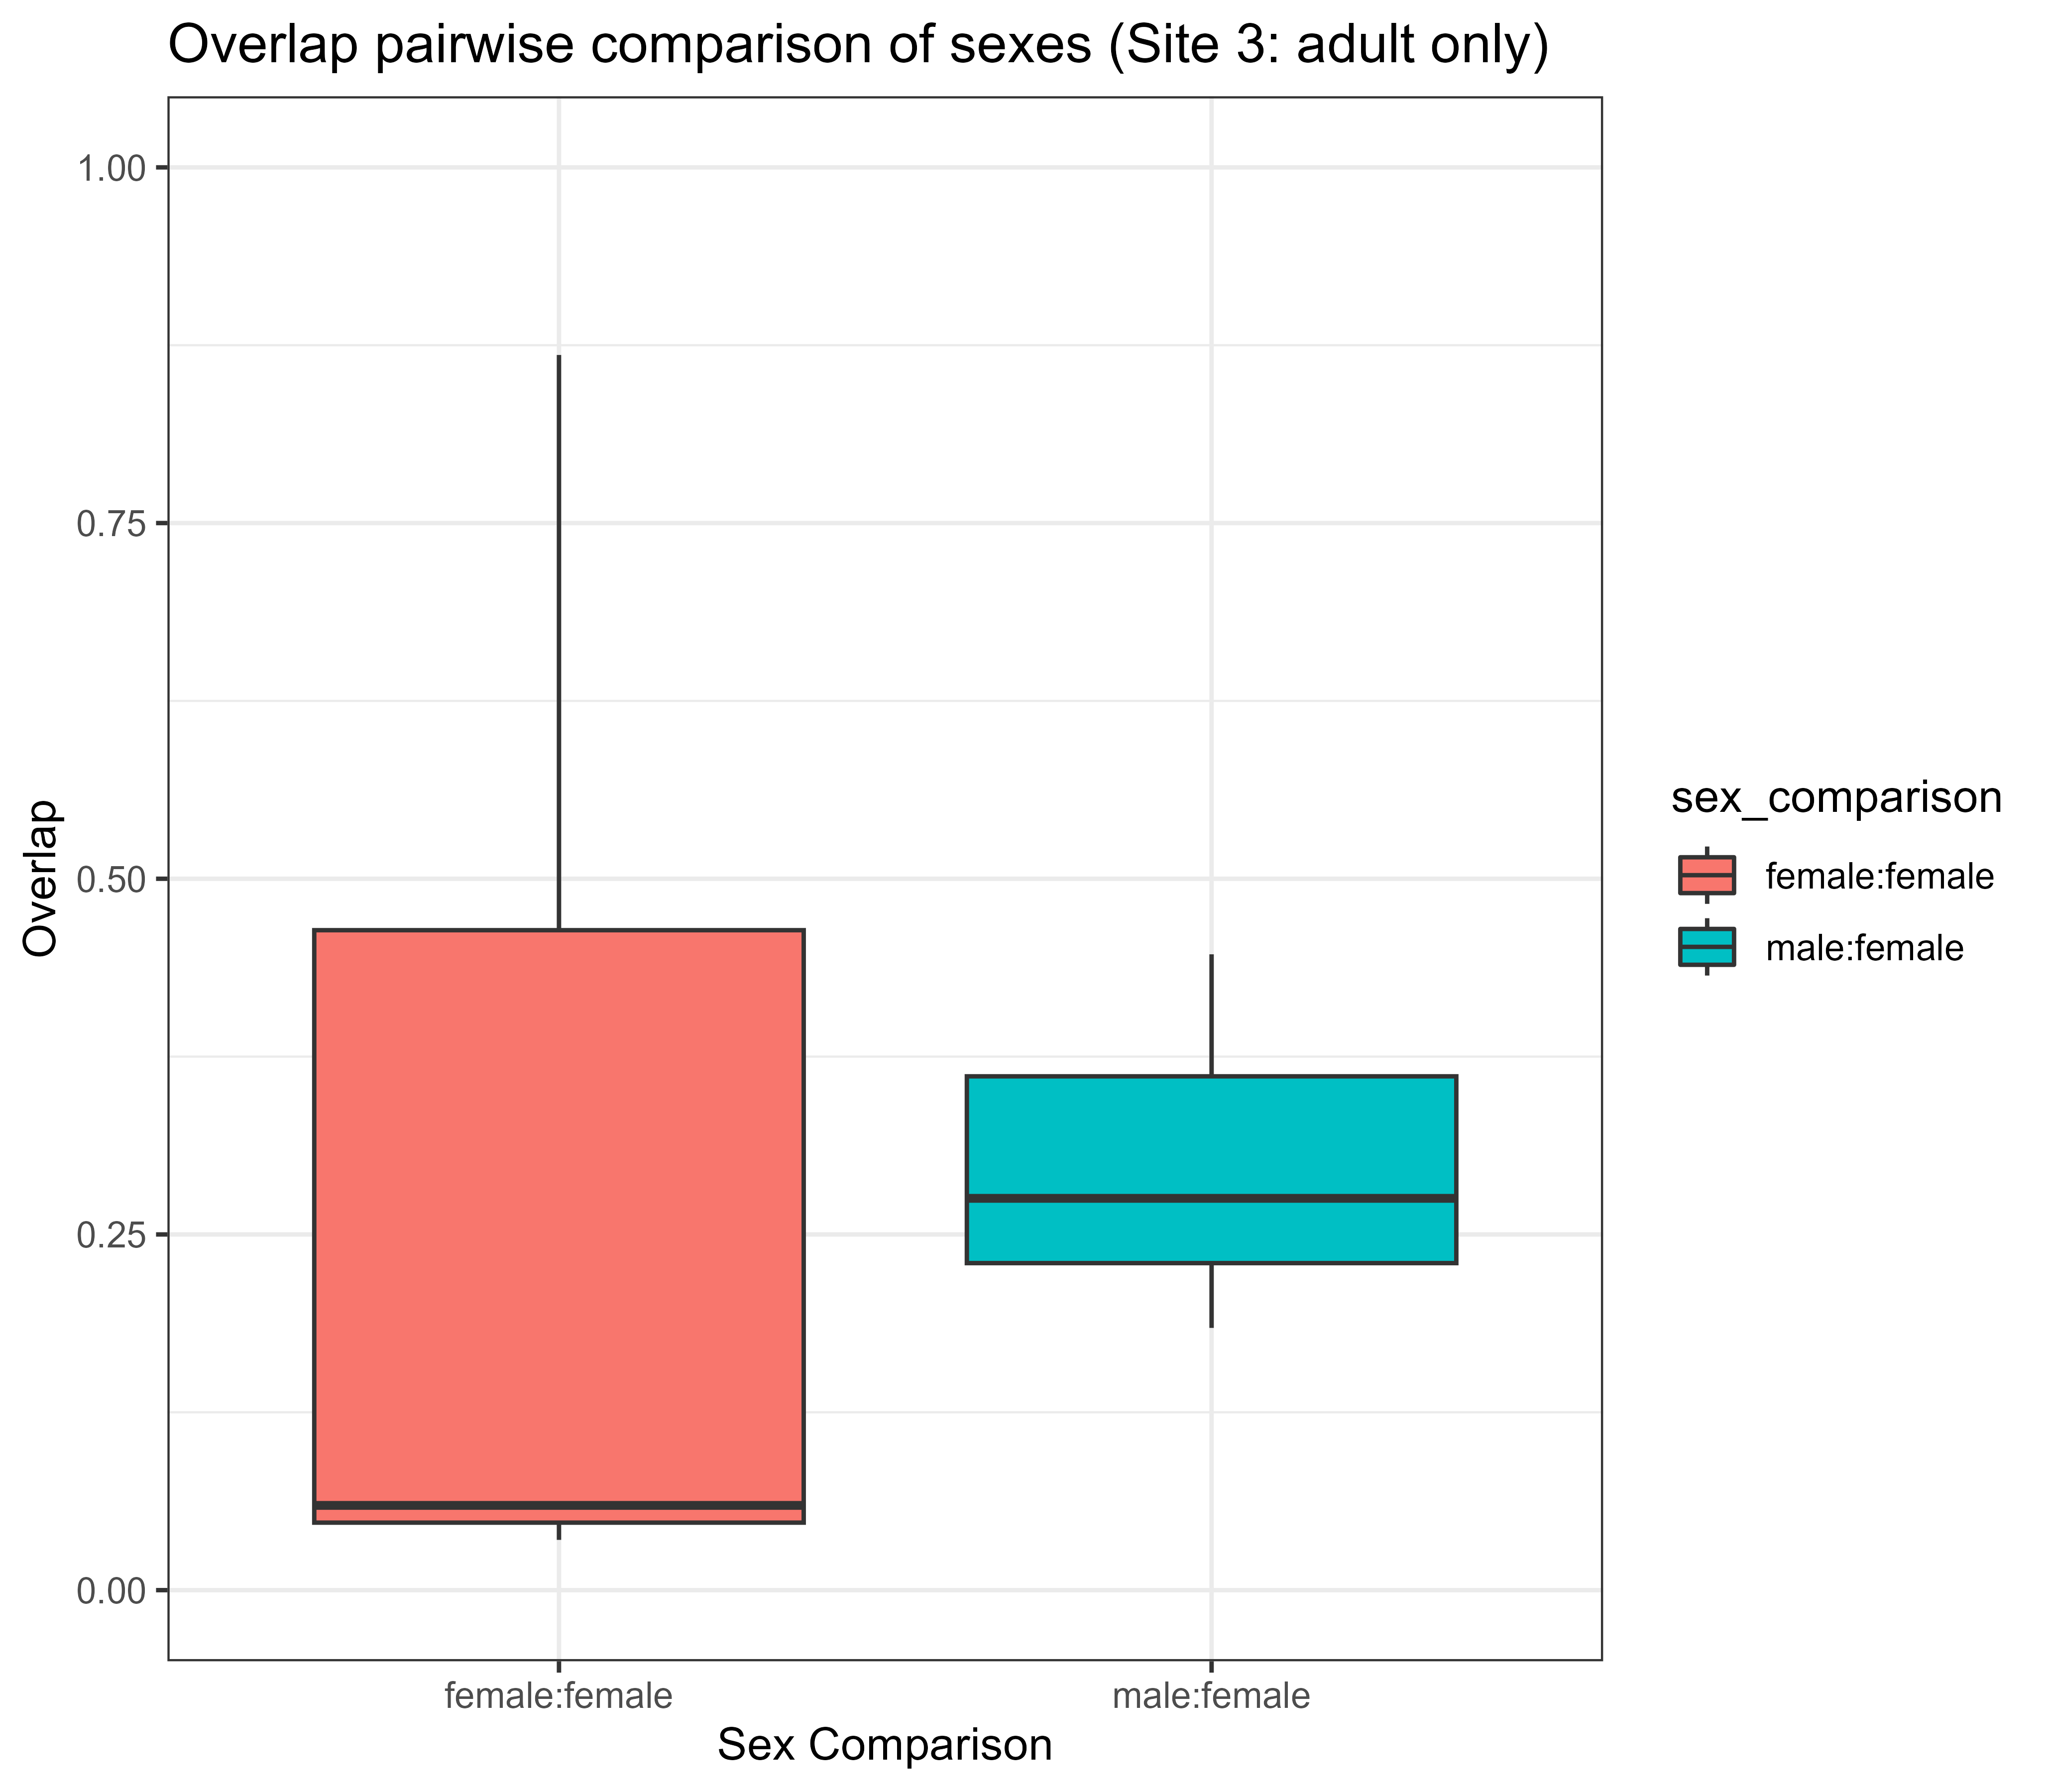 Overlap pairwise comparison of sexes (Site 3: adult only)
1.00
0.75
0.50
0.25
0.00
Overlap
female:female
male:female
Sex Comparison
sex_comparison
female:female
male:female